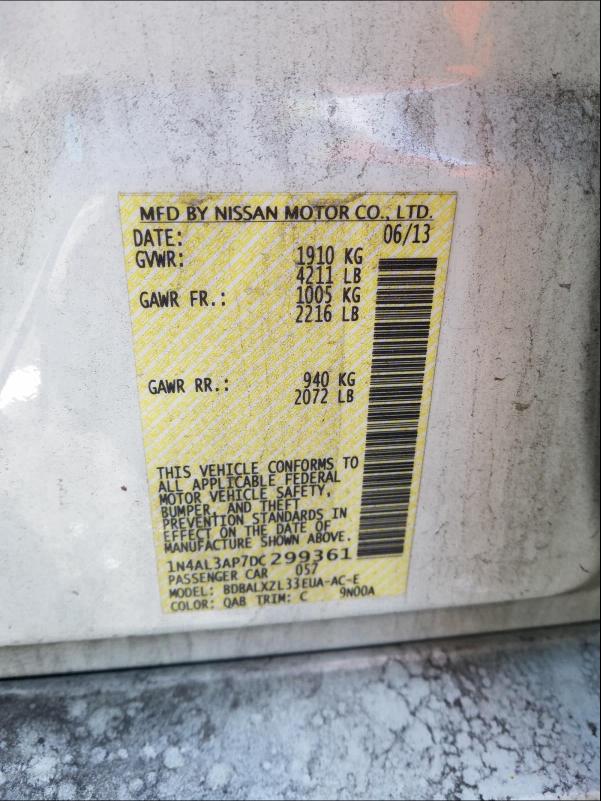 MFD BY NISSAN MOTOR CO., LTD.
DATE: 06/13
GVWR: 1910 KG
4211 LB
GAWR FR.: 1005 KG
2216 LB
GAWR RR.: 940 KG
2072 LB
THIS VEHICLE CONFORMS TO
ALL APPLICABLE FEDERAL
MOTOR VEHICLE SAFETY,
BUMPER, AND THEFT
PREVENTION STANDARDS IN
EFFECT ON THE DATE OF
MANUFACTURE SHOWN ABOVE.
1N4AL3AP7DC299361
PASSENGER CAR 057
MODEL: BDBALXZL33EUA-AC-E
COLOR: QAB TRIM: C 9N00A